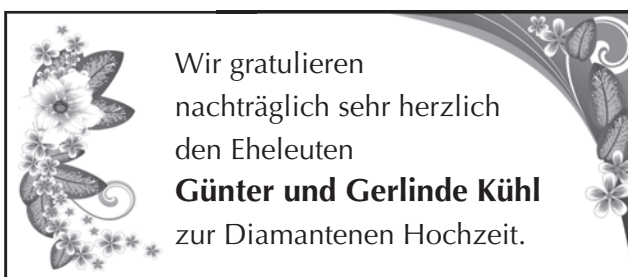 Wir gratulieren
nachträglich sehr herzlich
den Eheleuten
Günter und Gerlinde Kühl
zur Diamantenen Hochzeit.